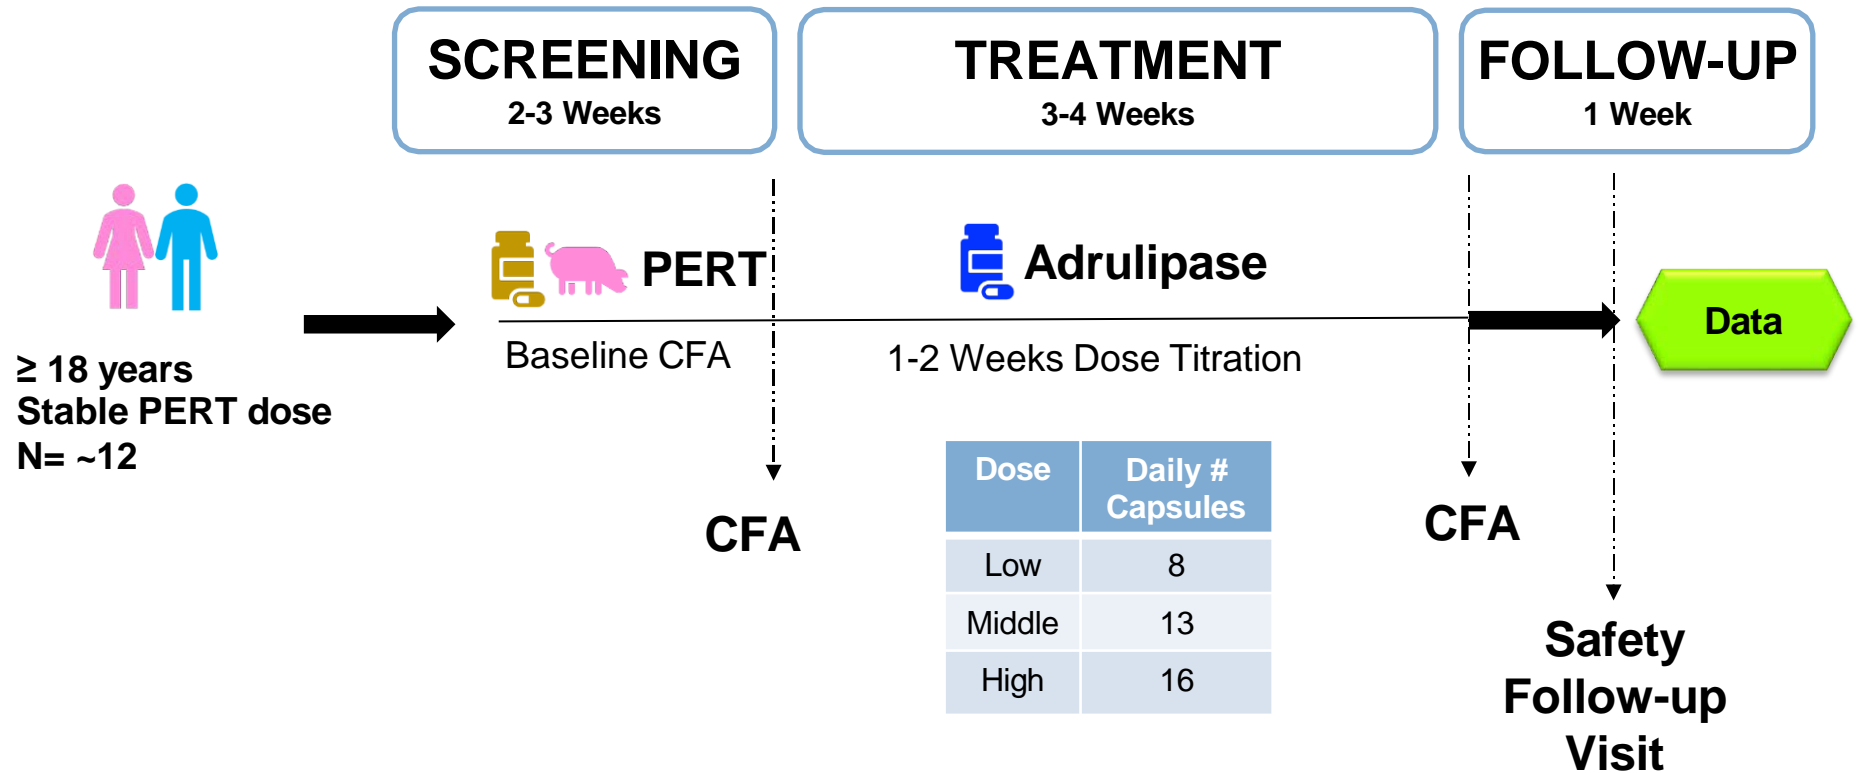 SCREENING
2-3 Weeks
TREATMENT
3-4 Weeks
FOLLOW-UP
1 Week
≥ 18 years
Stable PERT dose
N= ~12
PERT
Baseline CFA
Adrulipase
1-2 Weeks Dose Titration
Data
CFA
Dose
Daily #
Capsules
Low 8
Middle 13
High 16
CFA
Safety
Follow-up
Visit